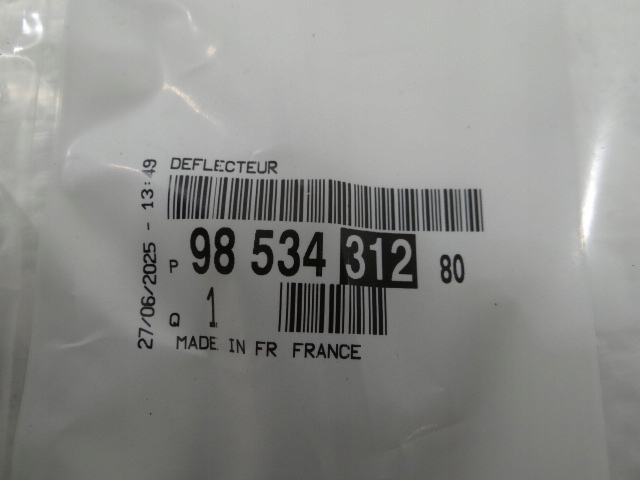 DEFLECTEUR
P 98 534 312 80
Q 1
MADE IN FR FRANCE
27/06/2025 - 13:49